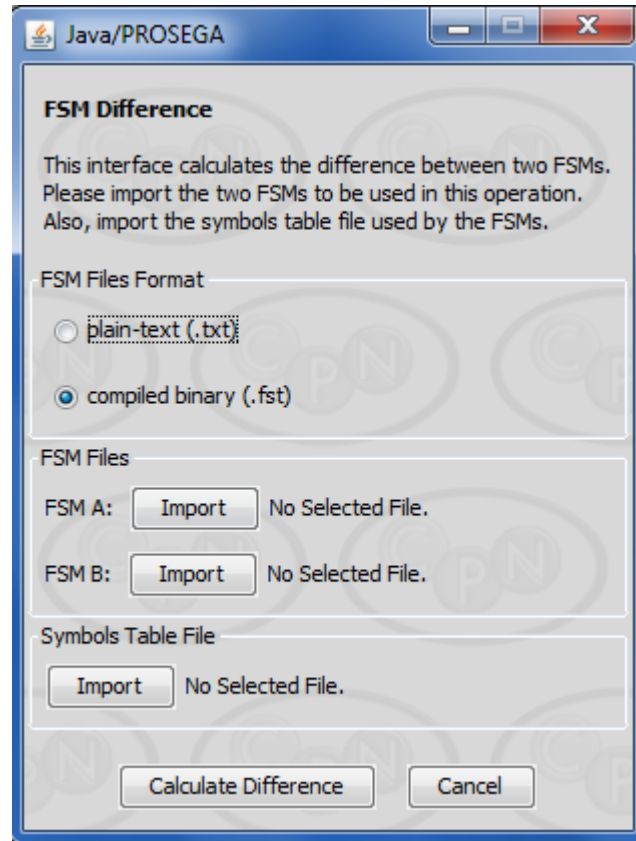 Java/PROSEGA
FSM Difference
This interface calculates the difference between two FSMs.
Please import the two FSMs to be used in this operation.
Also, import the symbols table file used by the FSMs.
FSM Files Format
plain-text (.txt)
compiled binary (.fst)
FSM Files
FSM A: Import No Selected File.
FSM B: Import No Selected File.
Symbols Table File
Import No Selected File.
Calculate Difference Cancel